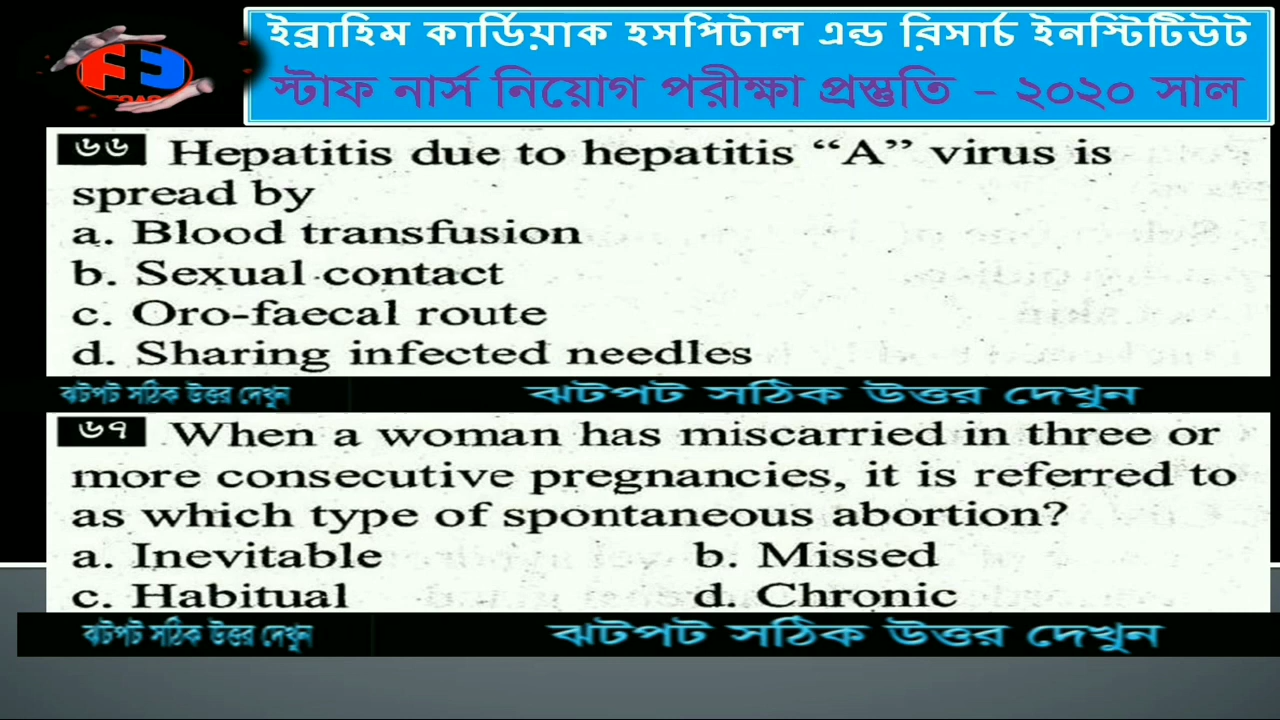 ইব্রাহিম কার্ডিয়াক হসপিটাল এন্ড রিসার্চ ইনস্টিটিউট
স্টাফ নার্স নিয়োগ পরীক্ষা প্রস্তুতি - ২০২০ সাল
৬৬ Hepatitis due to hepatitis “A” virus is
spread by
a. Blood transfusion
b. Sexual contact
c. Oro-faecal route
d. Sharing infected needles
ঝটপট সঠিক উত্তর দেখুন ঝটপট সঠিক উত্তর দেখুন
৬৭ When a woman has miscarried in three or
more consecutive pregnancies, it is referred to
as which type of spontaneous abortion?
a. Inevitable b. Missed
c. Habitual d. Chronic
ঝটপট সঠিক উত্তর দেখুন ঝটপট সঠিক উত্তর দেখুন